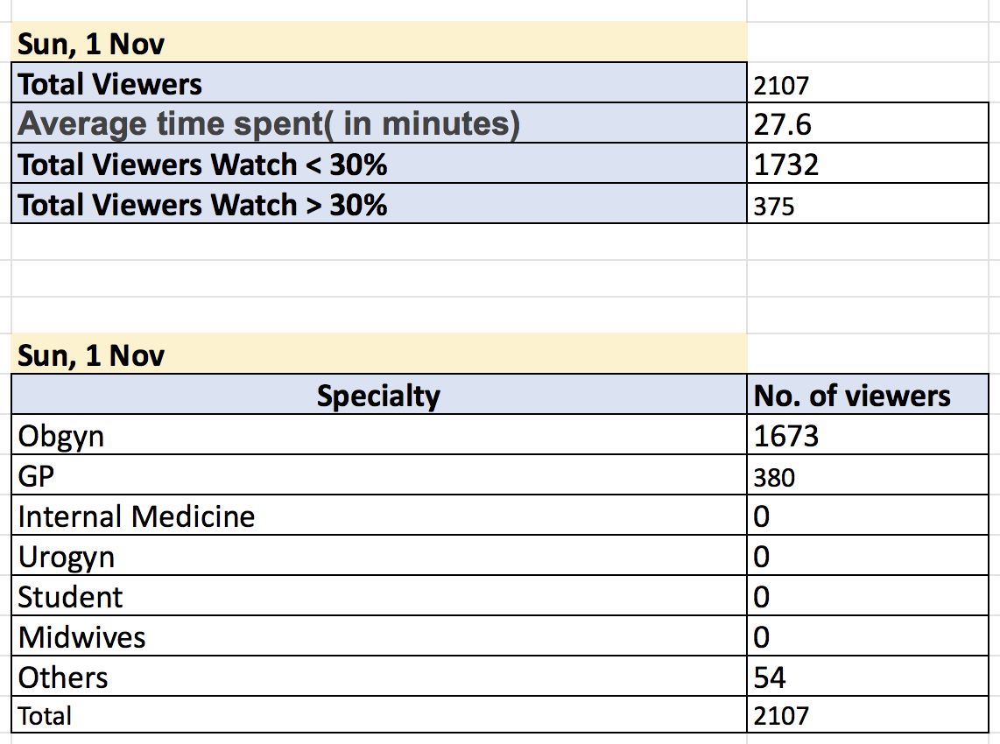 Sun, 1 Nov
Total Viewers 2107
Average time spent( in minutes) 27.6
Total Viewers Watch < 30% 1732
Total Viewers Watch > 30% 375
Sun, 1 Nov
Specialty No. of viewers
Obgyn 1673
GP 380
Internal Medicine 0
Urogyn 0
Student 0
Midwives 0
Others 54
Total 2107